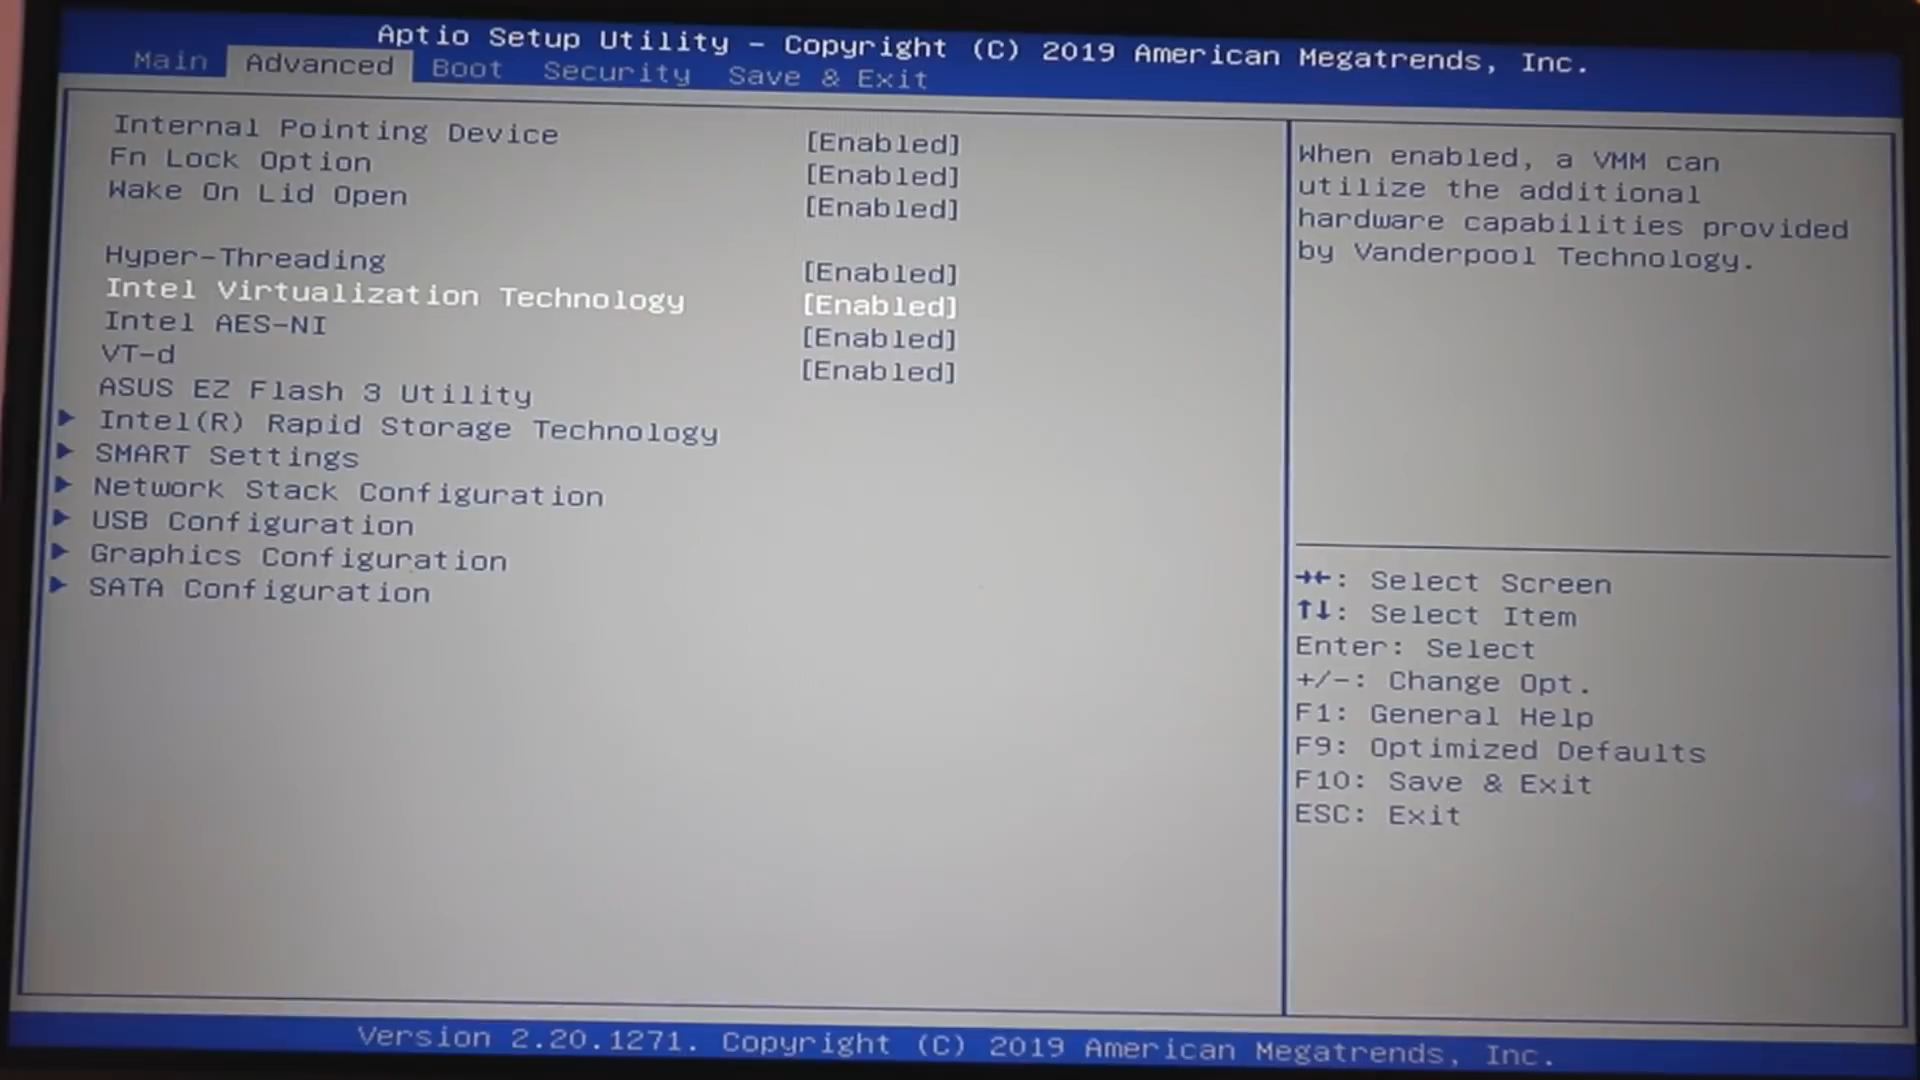 Aptio Setup Utility - Copyright (C) 2019 American Megatrends, Inc.
Main Advanced Boot Security Save & Exit
Internal Pointing Device [Enabled]
Fn Lock Option [Enabled]
Wake On Lid Open [Enabled]
Hyper-Threading [Enabled]
Intel Virtualization Technology [Enabled]
Intel AES-NI [Enabled]
VT-d [Enabled]
ASUS EZ Flash 3 Utility
Intel(R) Rapid Storage Technology
SMART Settings
Network Stack Configuration
USB Configuration
Graphics Configuration
SATA Configuration
When enabled, a VMM can
utilize the additional
hardware capabilities provided
by Vanderpool Technology.
→←: Select Screen
↑↓: Select Item
Enter: Select
+/-: Change Opt.
F1: General Help
F9: Optimized Defaults
F10: Save & Exit
ESC: Exit
Version 2.20.1271. Copyright (C) 2019 American Megatrends, Inc.